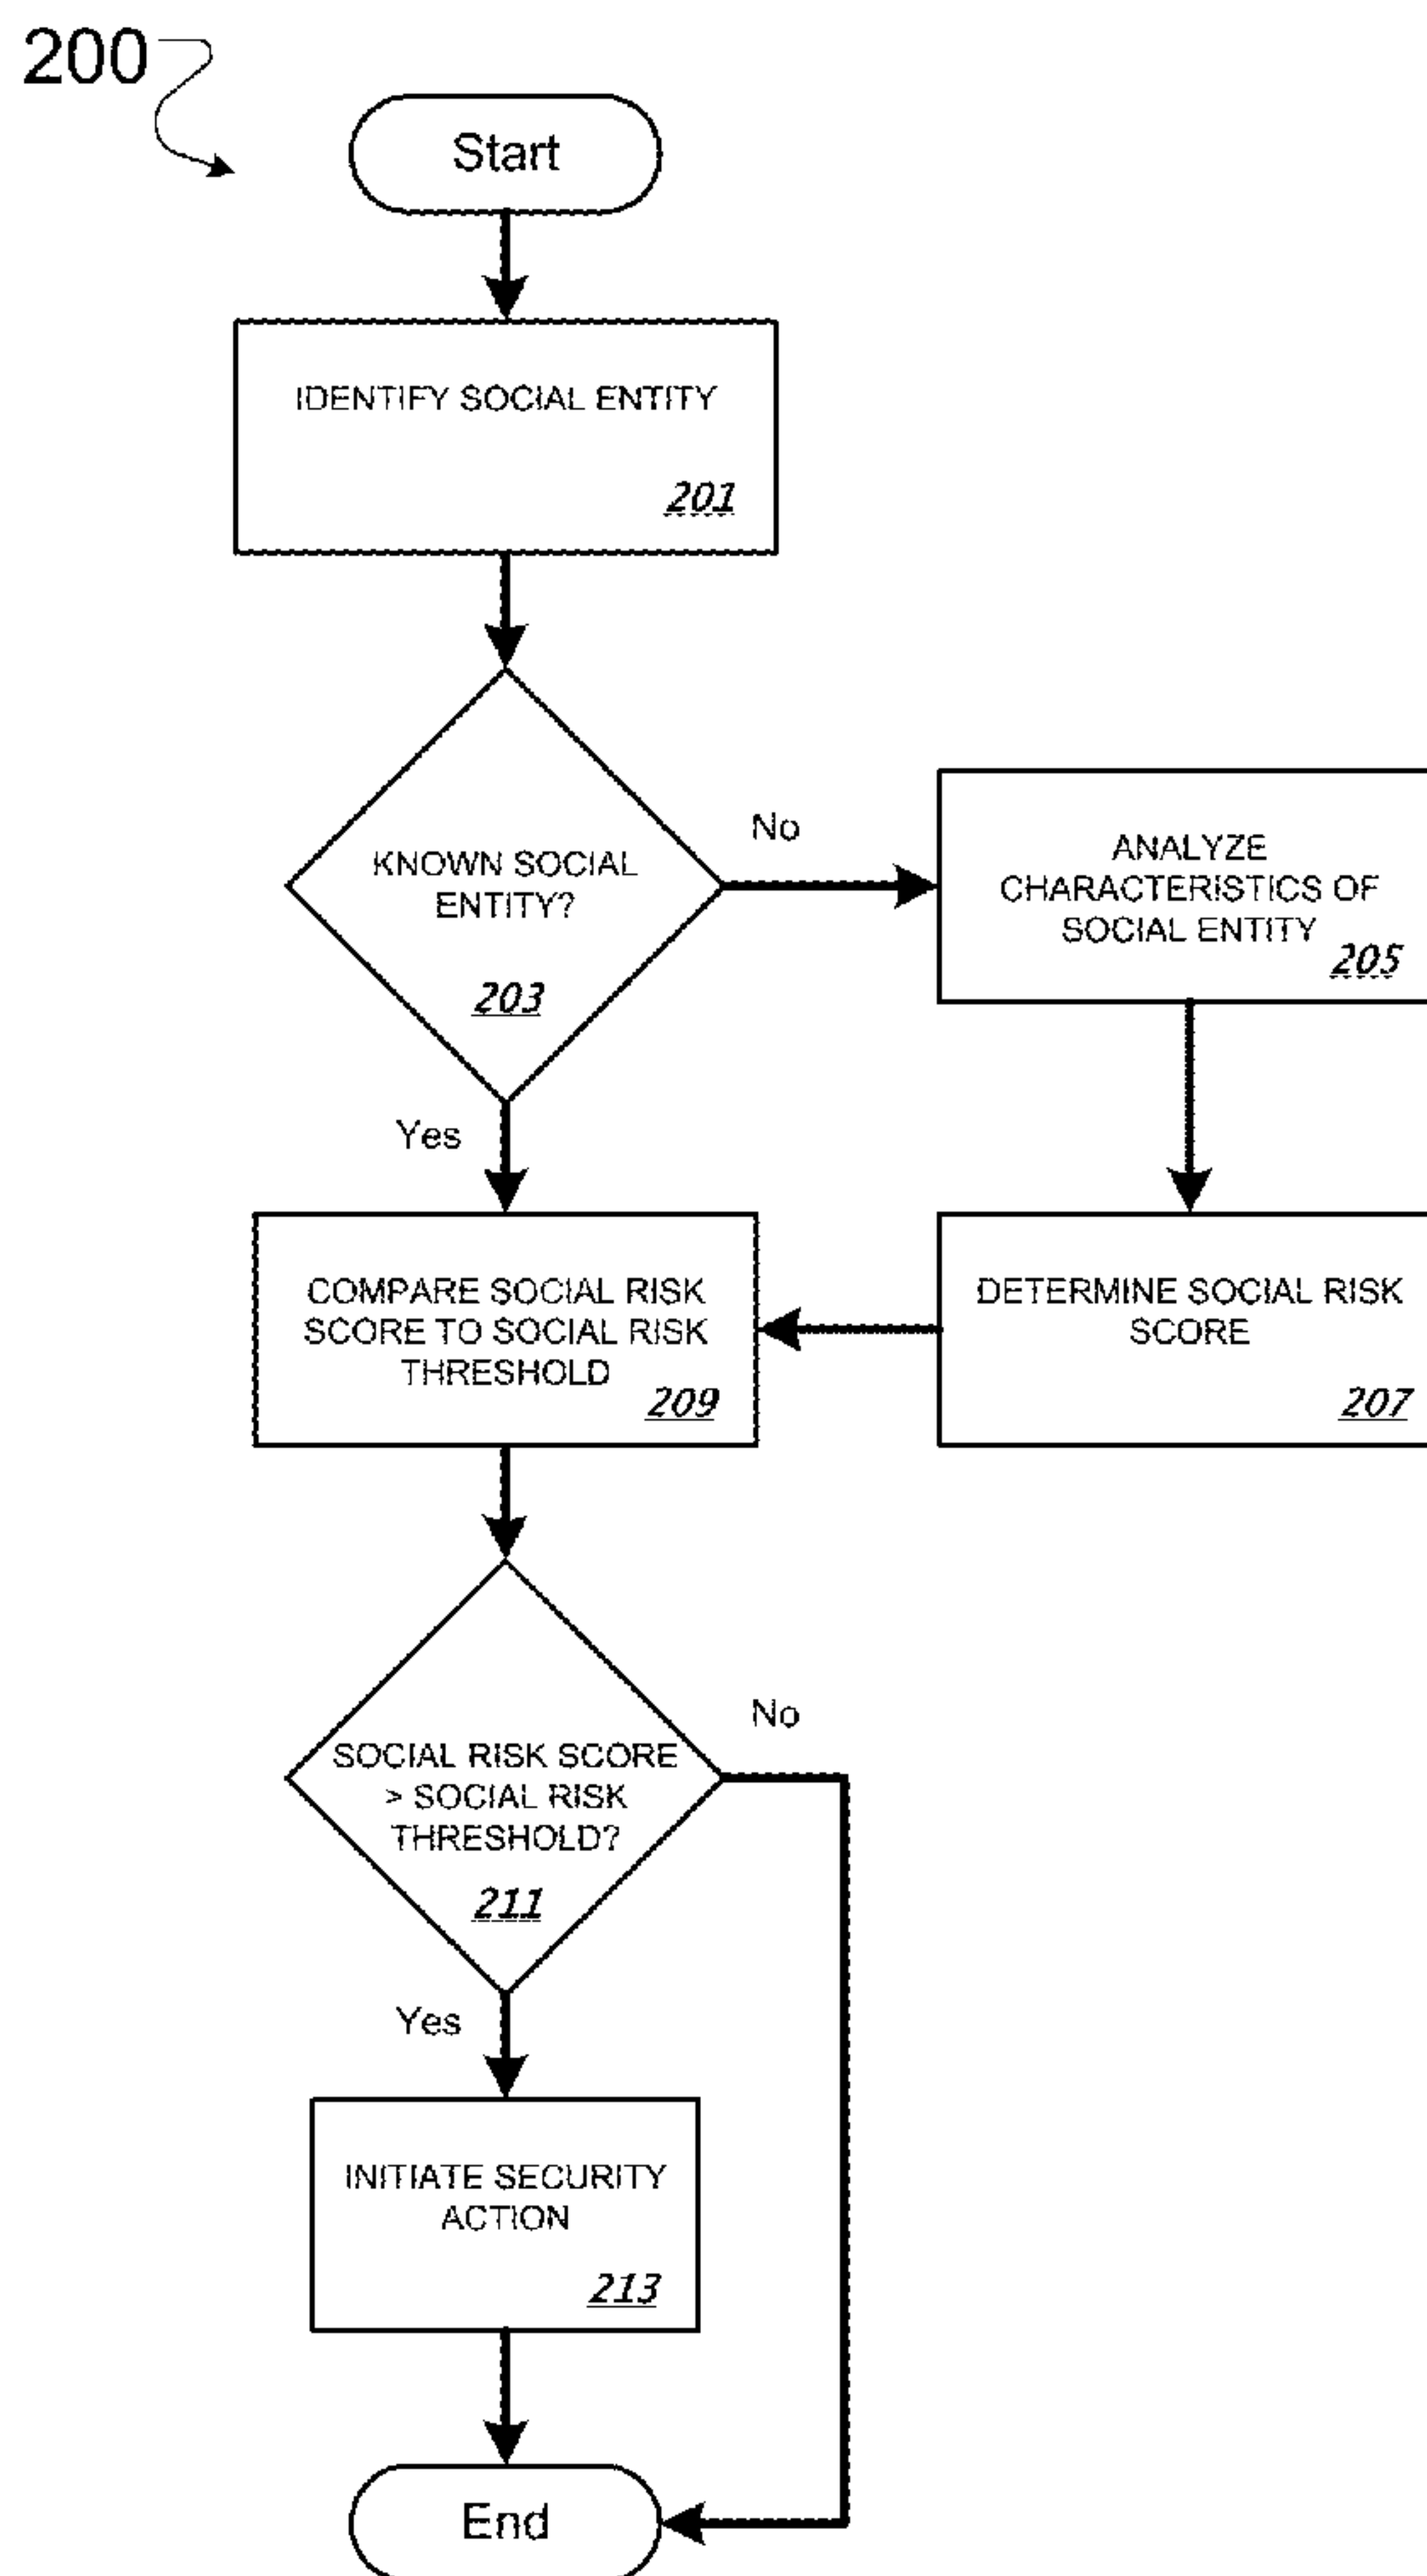 200
Start
IDENTIFY SOCIAL ENTITY
201
KNOWN SOCIAL
ENTITY?
203
No
ANALYZE
CHARACTERISTICS OF
SOCIAL ENTITY
205
Yes
COMPARE SOCIAL RISK
SCORE TO SOCIAL RISK
THRESHOLD
209
DETERMINE SOCIAL RISK
SCORE
207
SOCIAL RISK SCORE
> SOCIAL RISK
THRESHOLD?
211
No
Yes
INITIATE SECURITY
ACTION
213
End